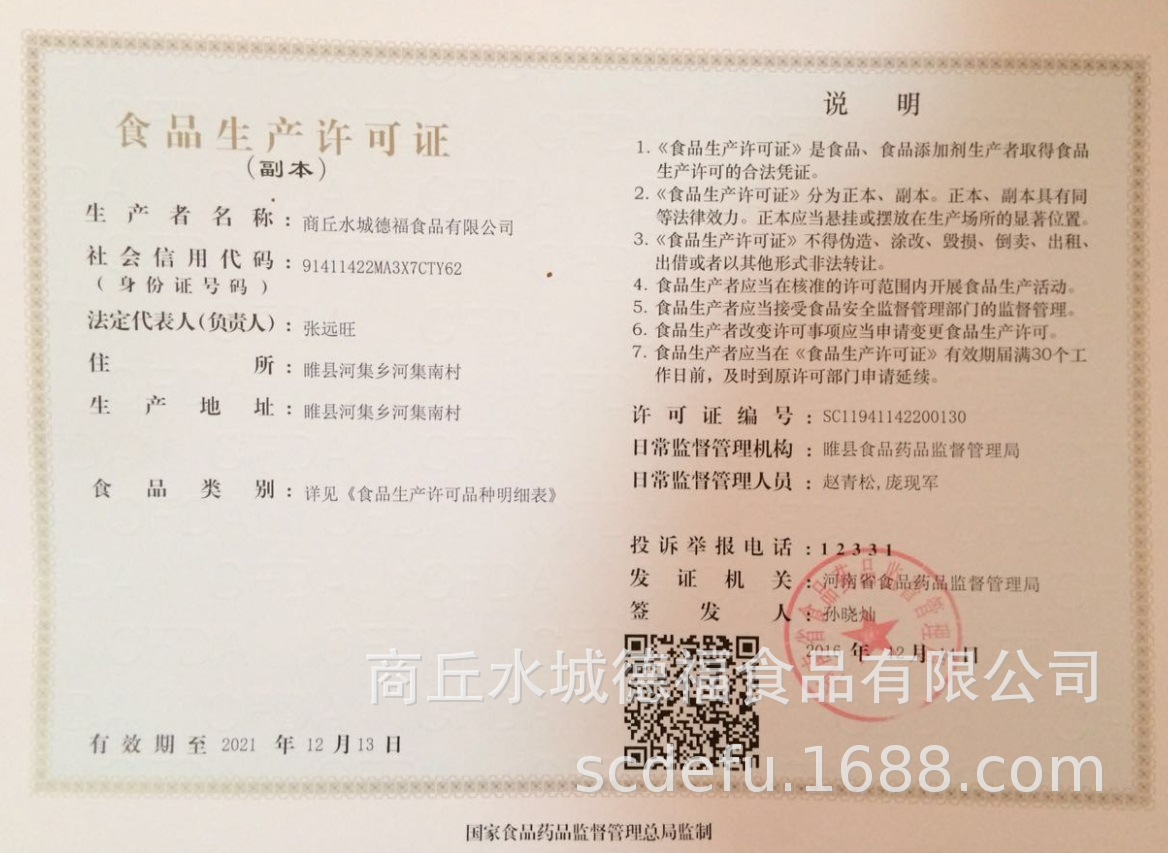 食品生产许可证
（副本）
生产者名称：商丘水城德福食品有限公司
社会信用代码：91411422MA3X7CTY62
（身份证号码）
法定代表人（负责人）：张远旺
住所：睢县河集乡河集南村
生产地址：睢县河集乡河集南村
食品类别：详见《食品生产许可品种明细表》
有效期至 2021 年 12 月 13 日
说明
1.《食品生产许可证》是食品、食品添加剂生产者取得食品
生产许可的合法凭证。
2.《食品生产许可证》分为正本、副本。正本、副本具有同
等法律效力。正本应当悬挂或摆放在生产场所的显著位置。
3.《食品生产许可证》不得伪造、涂改、毁损、倒卖、出租、
出借或者以其他形式非法转让。
4. 食品生产者应当在核准的许可范围内开展食品生产活动。
5. 食品生产者应当接受食品安全监督管理部门的监督管理。
6. 食品生产者改变许可事项应当申请变更食品生产许可。
7. 食品生产者应当在《食品生产许可证》有效期届满30个工
作日前，及时到原许可部门申请延续。
许可证编号：SC11941142200130
日常监督管理机构：睢县食品药品监督管理局
日常监督管理人员：赵青松,庞现军
投诉举报电话：12331
发证机关：河南省食品药品监督管理局
签发人：孙晓灿
2016 年 12 月 14 日
省食品药品监督管理
商丘水城德福食品有限公司
scdefu.1688.com
国家食品药品监督管理总局监制